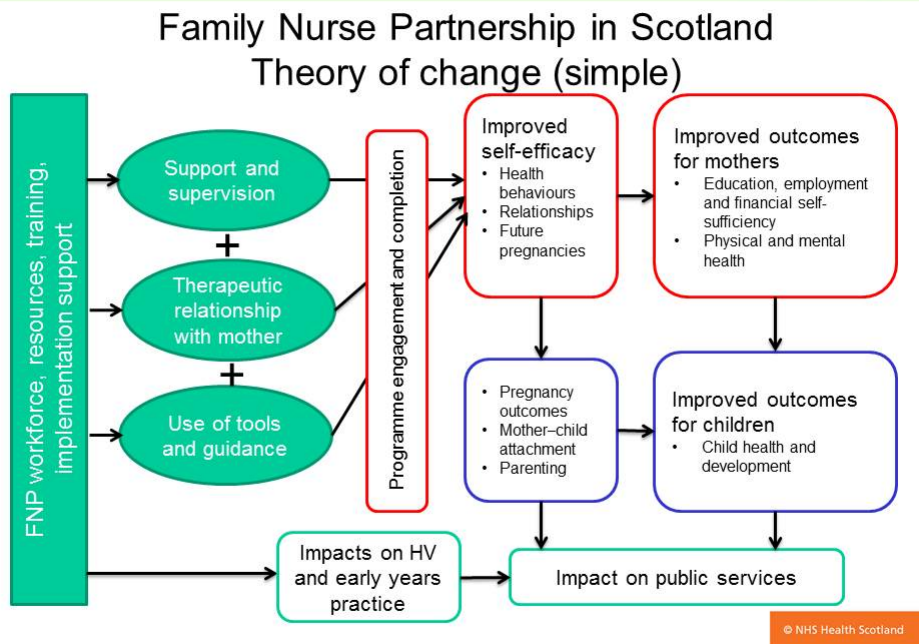 Family Nurse Partnership in Scotland
Theory of change (simple)
FNP workforce, resources, training,
implementation support
Support and
supervision
+
Therapeutic
relationship
with mother
+
Use of tools
and guidance
Programme engagement and completion
Improved
self-efficacy
• Health
behaviours
• Relationships
• Future
pregnancies
Improved outcomes
for mothers
• Education, employment
and financial self-
sufficiency
• Physical and mental
health
• Pregnancy
outcomes
• Mother–child
attachment
• Parenting
Improved outcomes
for children
• Child health and
development
Impacts on HV
and early years
practice
Impact on public services
© NHS Health Scotland